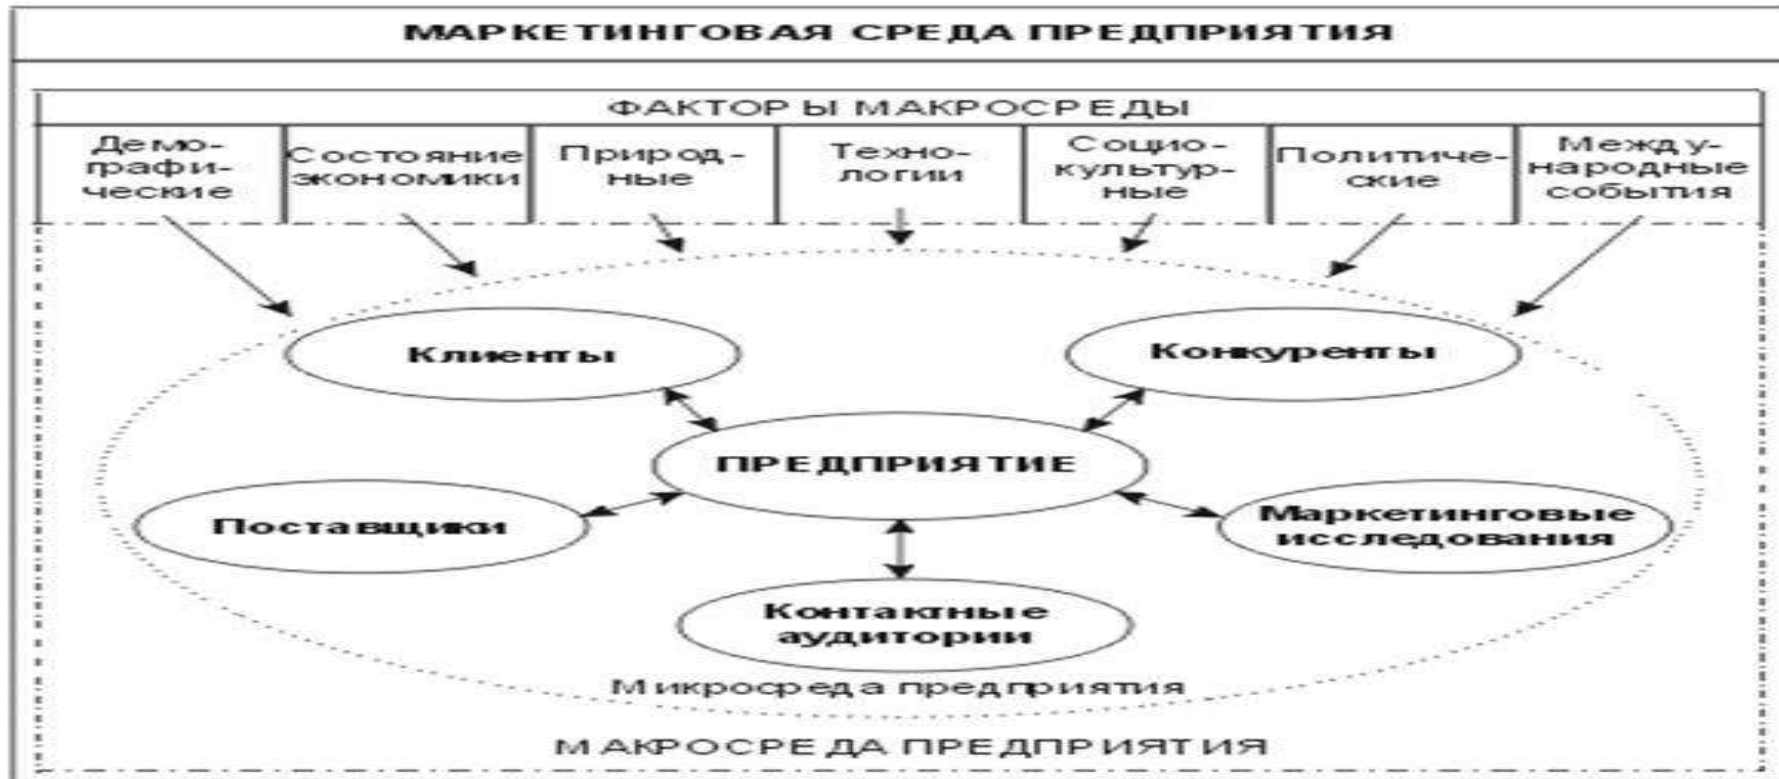 МАРКЕТИНГОВАЯ СРЕДА ПРЕДПРИЯТИЯ
ФАКТОРЫ МАКРОСРЕДЫ
Демо-
графи-
ческие
Состояние
экономики
Природ-
ные
Техно-
логии
Социо-
культур-
ные
Политиче-
ские
Между-
народные
события
Клиенты
Конкуренты
ПРЕДПРИЯТИЕ
Поставщики
Маркетинговые
исследования
Контактные
аудитории
Микросреда предприятия
МАКРОСРЕДА ПРЕДПРИЯТИЯ